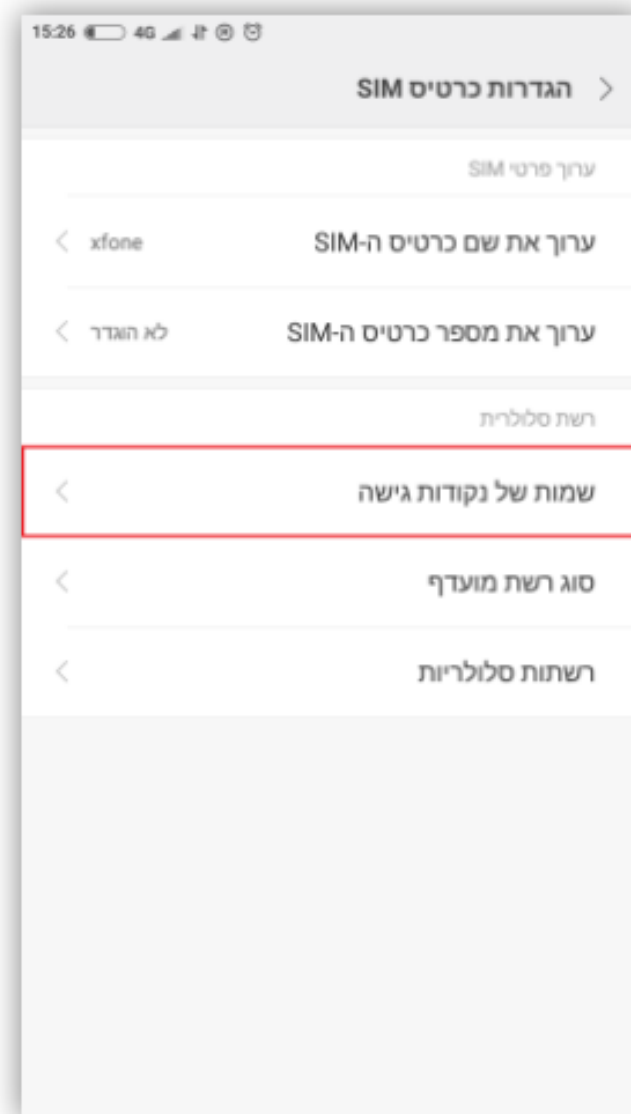 15:26 4G
הגדרות כרטיס SIM
ערוך פרטי SIM
ערוך את שם כרטיס ה-SIM xfone
ערוך את מספר כרטיס ה-SIM לא הוגדר
רשת סלולרית
שמות של נקודות גישה
סוג רשת מועדף
רשתות סלולריות